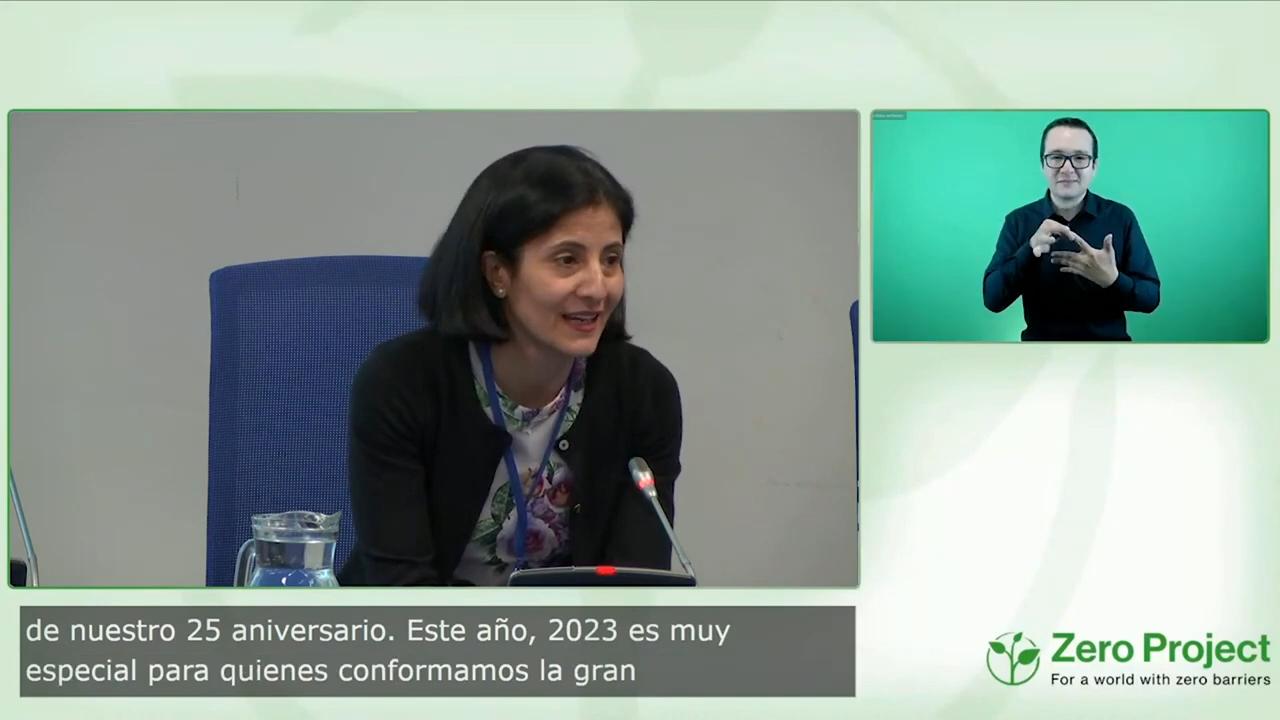 de nuestro 25 aniversario. Este año, 2023 es muy
especial para quienes conformamos la gran
Zero Project
For a world with zero barriers